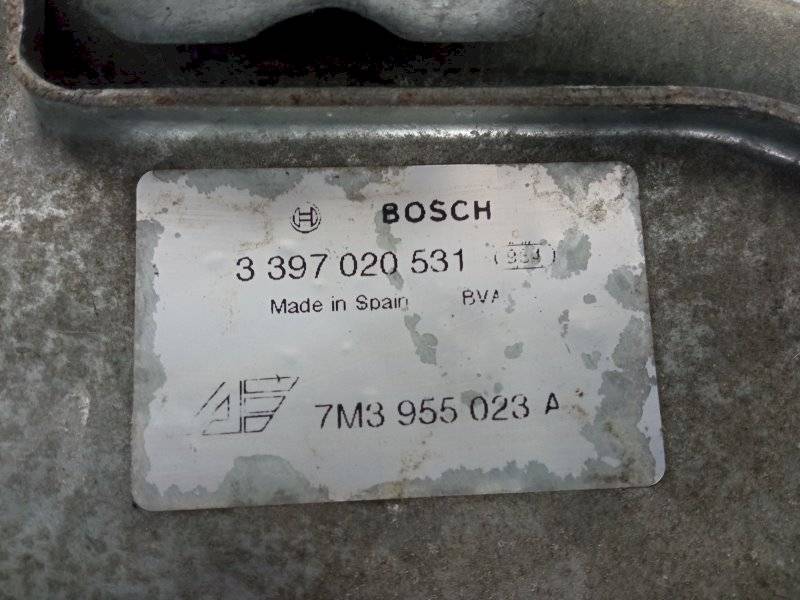 BOSCH
3 397 020 531
Made in Spain BVA
7M3 955 023 A